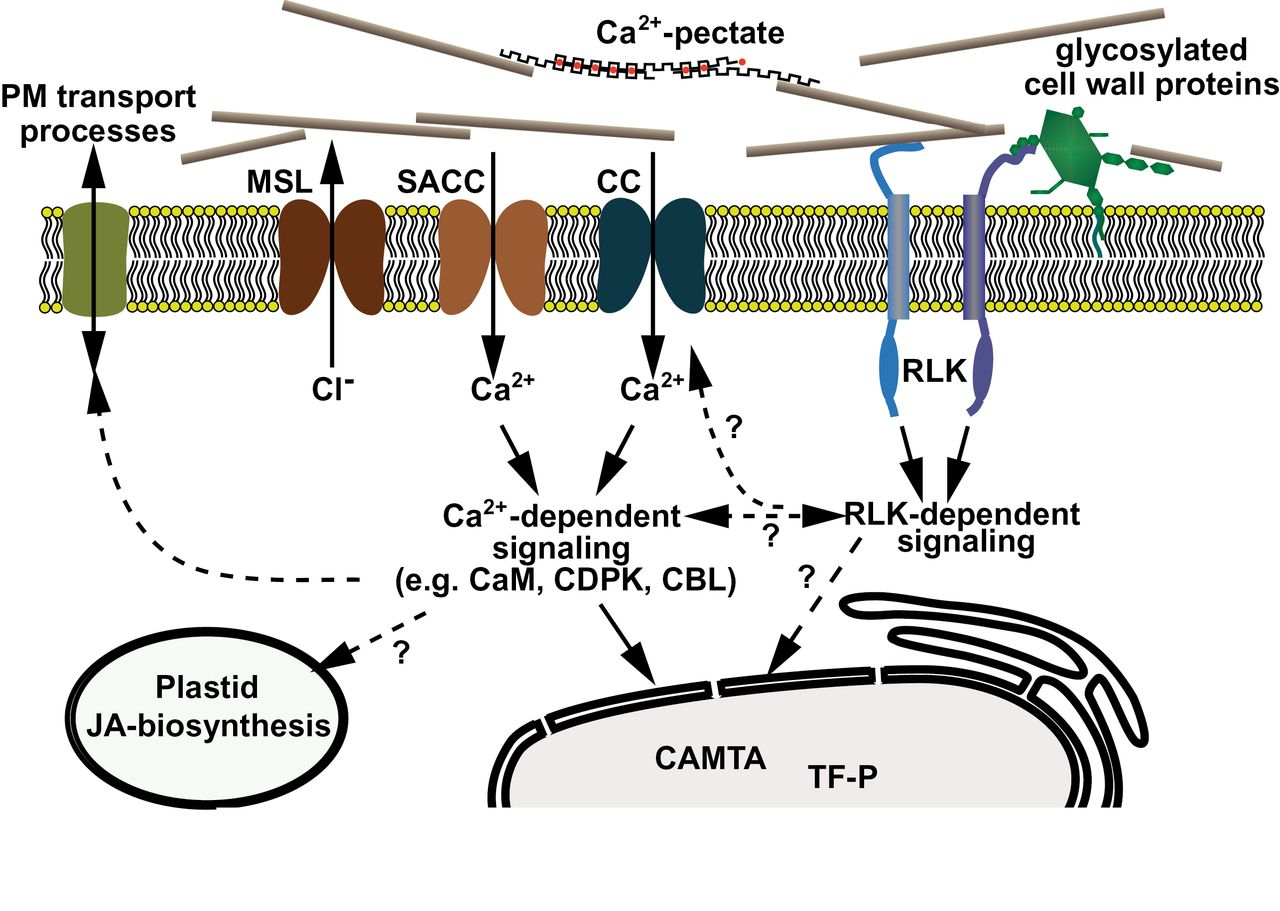 Ca2+-pectate
glycosylated
cell wall proteins
PM transport
processes
MSL
SACC
CC
Cl-
Ca2+
Ca2+
RLK
?
Ca2+-dependent
signaling
(e.g. CaM, CDPK, CBL)
?
RLK-dependent
signaling
?
?
Plastid
JA-biosynthesis
CAMTA
TF-P